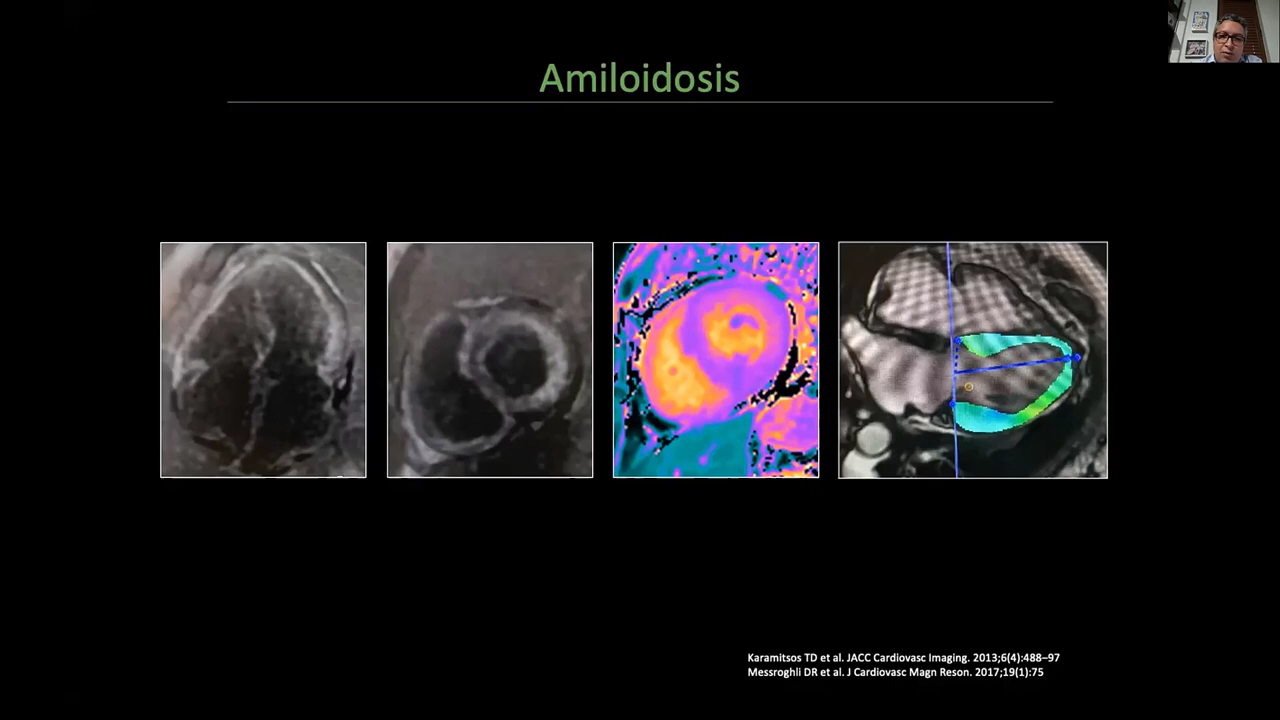 Amiloidosis
Karamitsos TD et al. JACC Cardiovasc Imaging. 2013;6(4):488–97
Messroghli DR et al. J Cardiovasc Magn Reson. 2017;19(1):75